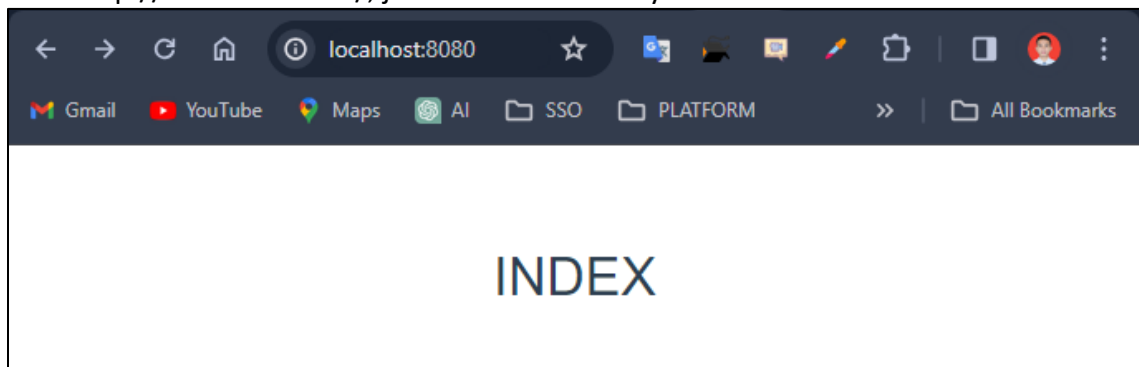 localhost:8080
Gmail YouTube Maps AI SSO PLATFORM » All Bookmarks
INDEX